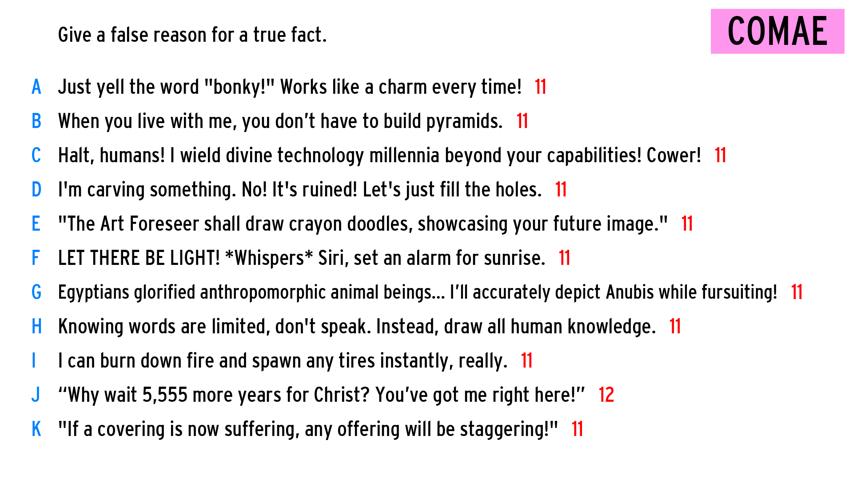 Give a false reason for a true fact.
COMAE
A Just yell the word "bonky!" Works like a charm every time! 11
B When you live with me, you don’t have to build pyramids. 11
C Halt, humans! I wield divine technology millennia beyond your capabilities! Cower! 11
D I'm carving something. No! It's ruined! Let's just fill the holes. 11
E "The Art Foreseer shall draw crayon doodles, showcasing your future image." 11
F LET THERE BE LIGHT! *Whispers* Siri, set an alarm for sunrise. 11
G Egyptians glorified anthropomorphic animal beings... I’ll accurately depict Anubis while fursuiting! 11
H Knowing words are limited, don't speak. Instead, draw all human knowledge. 11
I I can burn down fire and spawn any tires instantly, really. 11
J “Why wait 5,555 more years for Christ? You’ve got me right here!” 12
K "If a covering is now suffering, any offering will be staggering!" 11